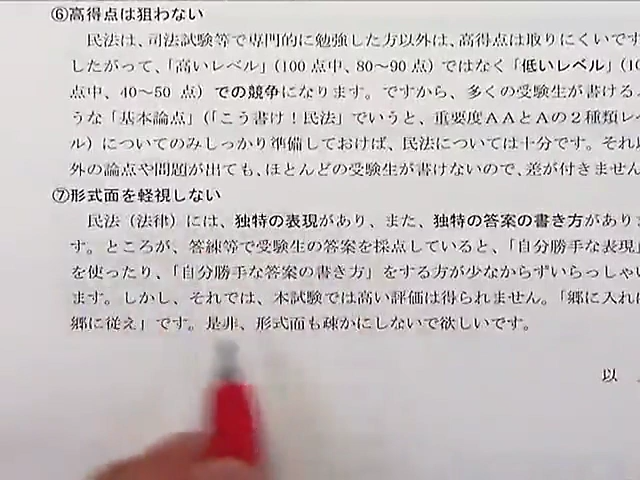 ⑥高得点は狙わない
民法は、司法試験等で専門的に勉強した方以外は、高得点は取りにくいです
したがって、「高いレベル」(100点中、80〜90点)ではなく「低いレベル」(10
点中、40〜50 点)での競争になります。ですから、多くの受験生が書ける
うな「基本論点」(「こう書け!民法」でいうと、重要度AAとAの2種類レベ
ル)についてのみしっかり準備しておけば、民法については十分です。それ以
外の論点や問題が出ても、ほとんどの受験生が書けないので、差が付きません
⑦形式面を軽視しない
民法(法律)には、独特の表現があり、また、独特の答案の書き方がありま
す。ところが、答練等で受験生の答案を採点していると、「自分勝手な表現」
を使ったり、「自分勝手な答案の書き方」をする方が少なからずいらっしゃい
ます。しかし、それでは、本試験では高い評価は得られません。「郷に入れば
郷に従え」です。是非、形式面も疎かにしないで欲しいです。
以